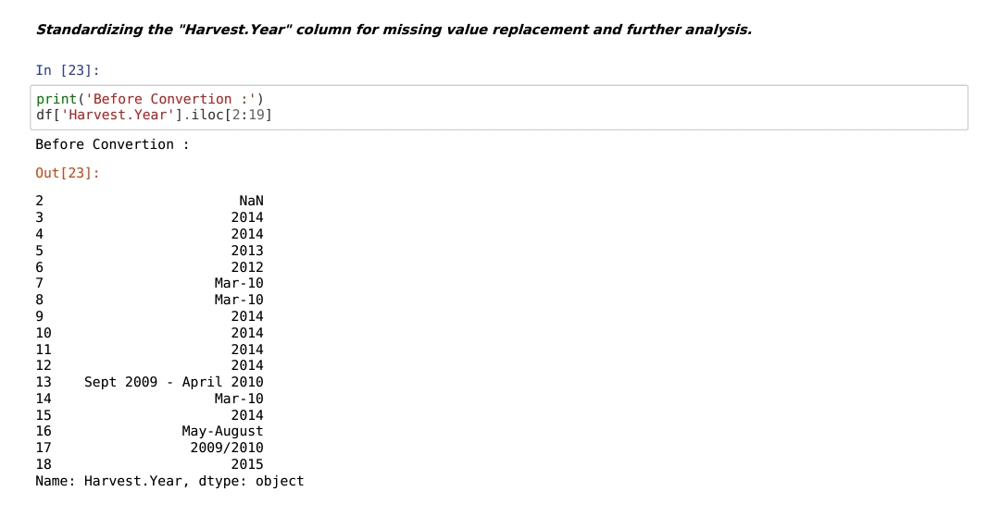 Standardizing the "Harvest.Year" column for missing value replacement and further analysis.
In [23]:
print('Before Convertion :')
df['Harvest.Year'].iloc[2:19]
Before Convertion :
Out[23]:
2                        NaN
3                       2014
4                       2014
5                       2013
6                       2012
7                     Mar-10
8                     Mar-10
9                       2014
10                      2014
11                      2014
12                      2014
13    Sept 2009 - April 2010
14                    Mar-10
15                      2014
16                May-August
17                 2009/2010
18                      2015
Name: Harvest.Year, dtype: object